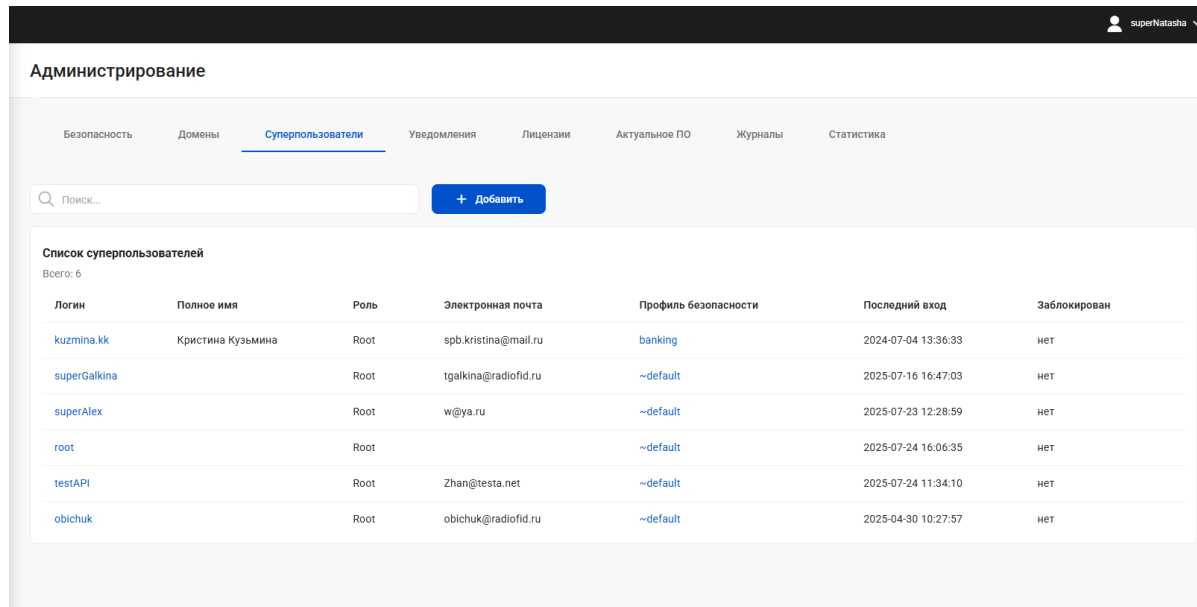 superNatasha
Администрирование
Безопасность Домены Суперпользователи Уведомления Лицензии Актуальное ПО Журналы Статистика
Поиск... + Добавить
Список суперпользователей
Всего: 6
Логин Полное имя Роль Электронная почта Профиль безопасности Последний вход Заблокирован
kuzmina.kk Кристина Кузьмина Root spb.kristina@mail.ru banking 2024-07-04 13:36:33 нет
superGalkina Root tgalkina@radiofid.ru ~default 2025-07-16 16:47:03 нет
superAlex Root w@ya.ru ~default 2025-07-23 12:28:59 нет
root Root ~default 2025-07-24 16:06:35 нет
testAPI Root Zhan@testa.net ~default 2025-07-24 11:34:10 нет
obichuk Root obichuk@radiofid.ru ~default 2025-04-30 10:27:57 нет